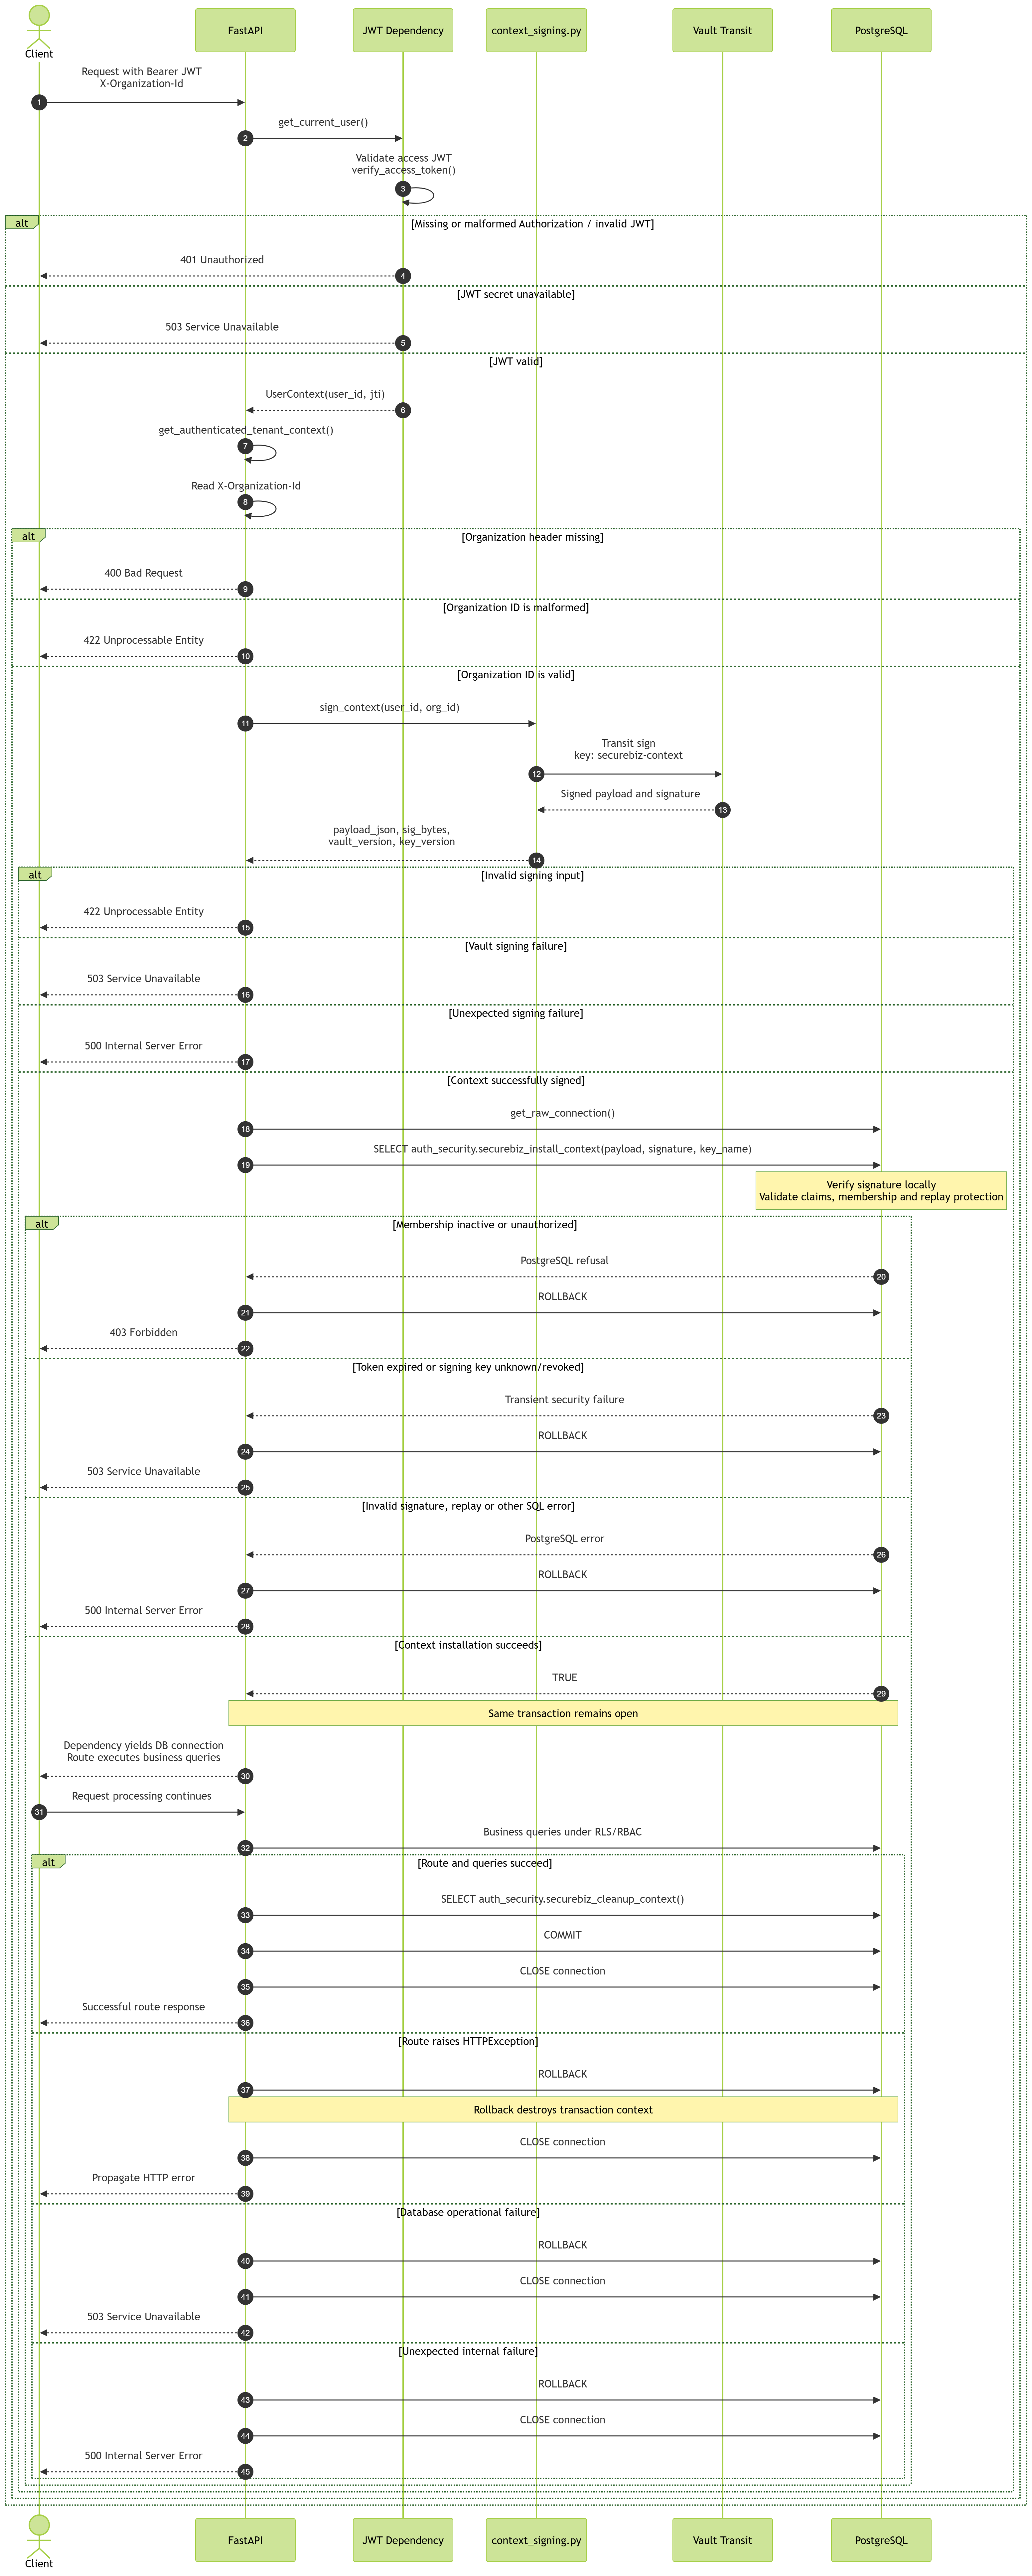 FastAPI
JWT Dependency
context_signing.py
Vault Transit
PostgreSQL
Client
Request with Bearer JWT
X-Organization-Id
1
get_current_user()
2
Validate access JWT
verify_access_token()
3
alt
[Missing or malformed Authorization / invalid JWT]
401 Unauthorized
4
[JWT secret unavailable]
503 Service Unavailable
5
[JWT valid]
UserContext(user_id, jti)
6
get_authenticated_tenant_context()
7
Read X-Organization-Id
8
alt
[Organization header missing]
400 Bad Request
9
[Organization ID is malformed]
422 Unprocessable Entity
10
[Organization ID is valid]
sign_context(user_id, org_id)
11
Transit sign
key: securebiz-context
12
Signed payload and signature
13
payload_json, sig_bytes,
vault_version, key_version
14
alt
[Invalid signing input]
422 Unprocessable Entity
15
[Vault signing failure]
503 Service Unavailable
16
[Unexpected signing failure]
500 Internal Server Error
17
[Context successfully signed]
get_raw_connection()
18
SELECT auth_security.securebiz_install_context(payload, signature, key_name)
19
Verify signature locally
Validate claims, membership and replay protection
alt
[Membership inactive or unauthorized]
PostgreSQL refusal
20
ROLLBACK
21
403 Forbidden
22
[Token expired or signing key unknown/revoked]
Transient security failure
23
ROLLBACK
24
503 Service Unavailable
25
[Invalid signature, replay or other SQL error]
PostgreSQL error
26
ROLLBACK
27
500 Internal Server Error
28
[Context installation succeeds]
TRUE
29
Same transaction remains open
Dependency yields DB connection
Route executes business queries
30
Request processing continues
31
Business queries under RLS/RBAC
32
alt
[Route and queries succeed]
SELECT auth_security.securebiz_cleanup_context()
33
COMMIT
34
CLOSE connection
35
Successful route response
36
[Route raises HTTPException]
ROLLBACK
37
Rollback destroys transaction context
CLOSE connection
38
Propagate HTTP error
39
[Database operational failure]
ROLLBACK
40
CLOSE connection
41
503 Service Unavailable
42
[Unexpected internal failure]
ROLLBACK
43
CLOSE connection
44
500 Internal Server Error
45
FastAPI
JWT Dependency
context_signing.py
Vault Transit
PostgreSQL
Client